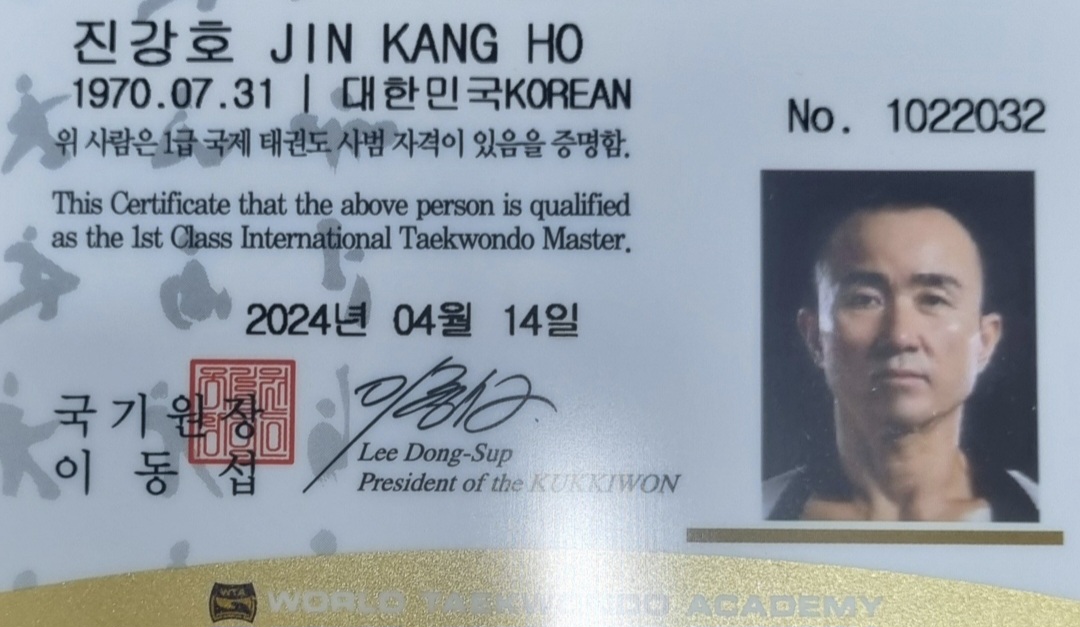 진강호 JIN KANG HO
1970.07.31 | 대한민국KOREAN
No. 1022032
위 사람은 1급 국제 태권도 사범 자격이 있음을 증명함.
This Certificate that the above person is qualified
as the 1st Class International Taekwondo Master.
2024년 04월 14일
국기원장
이동섭
Lee Dong-Sup
President of the KUKKIWON
WTA
WORLD TAEKWONDO ACADEMY